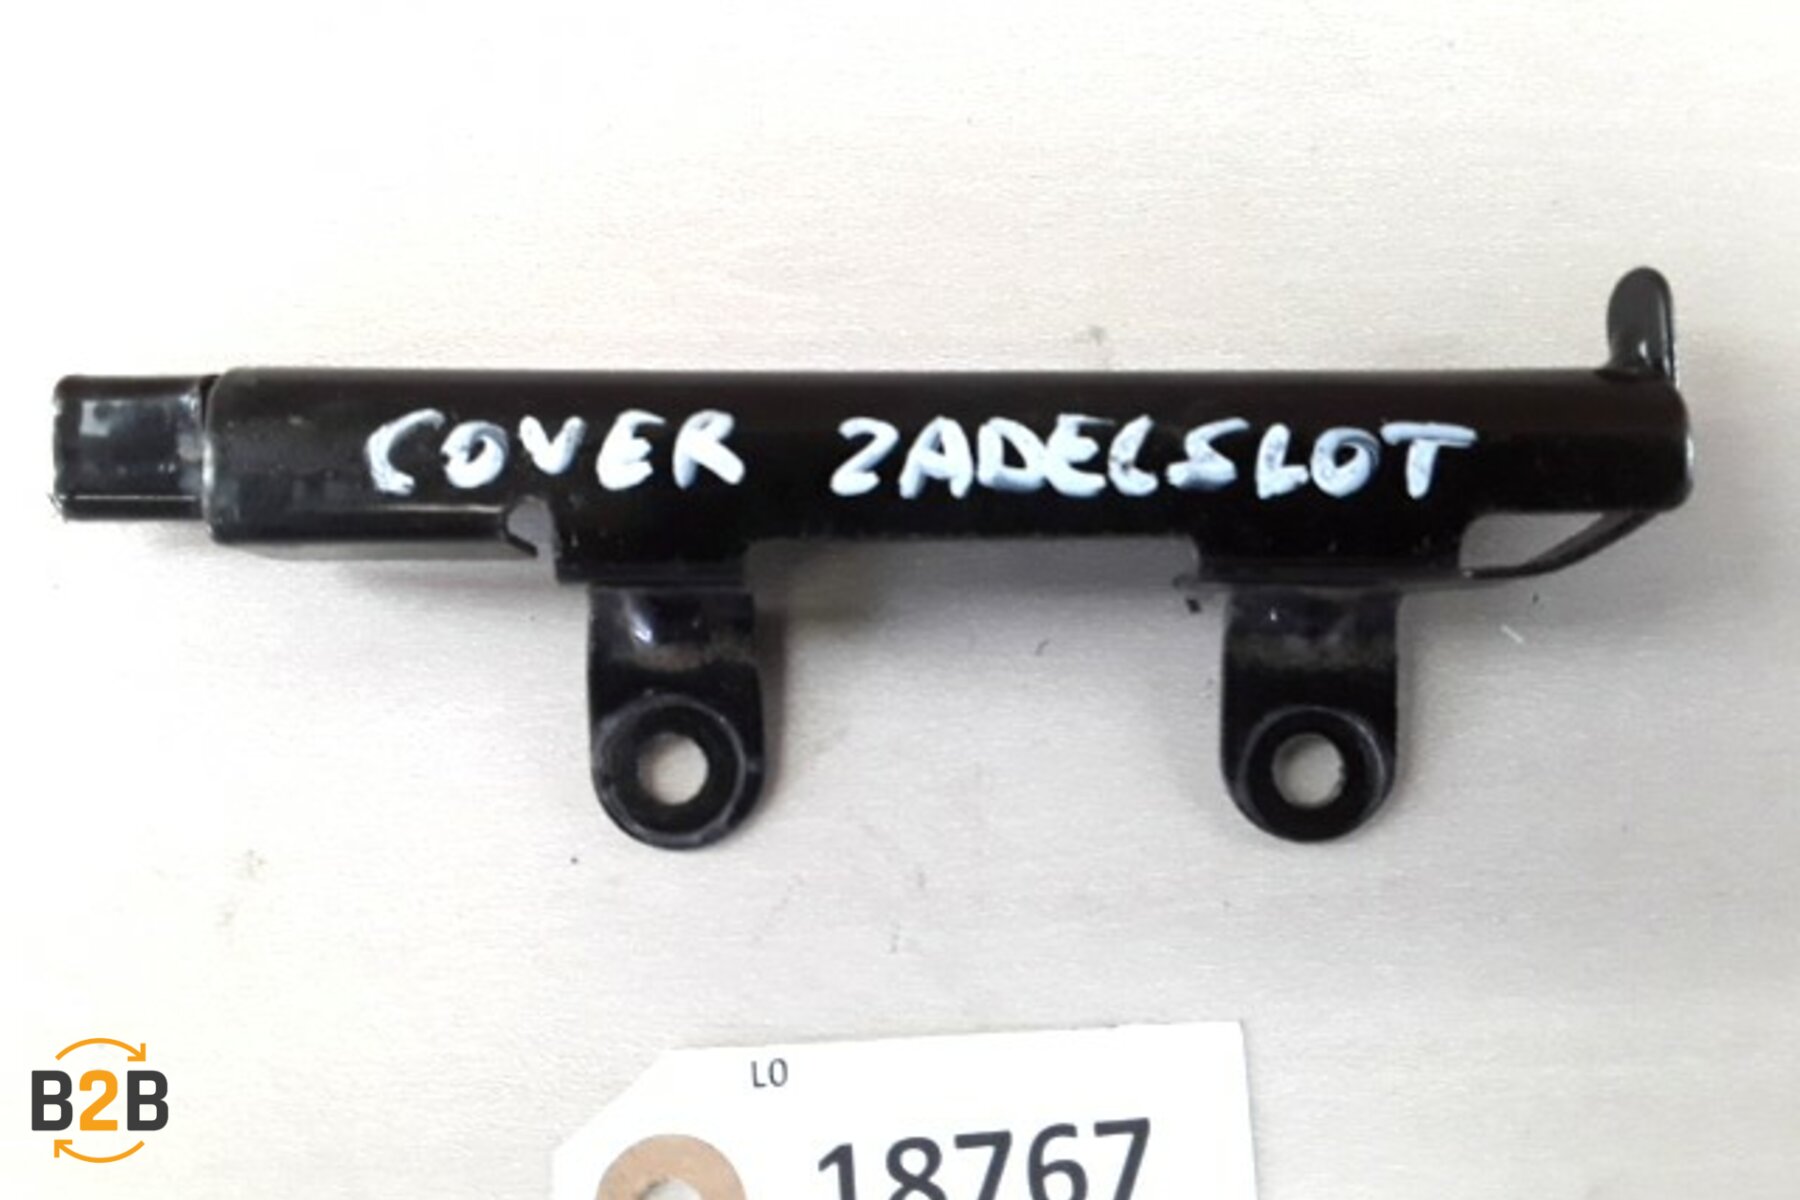 COVER ZADELSLOT
LO
18767
B2B